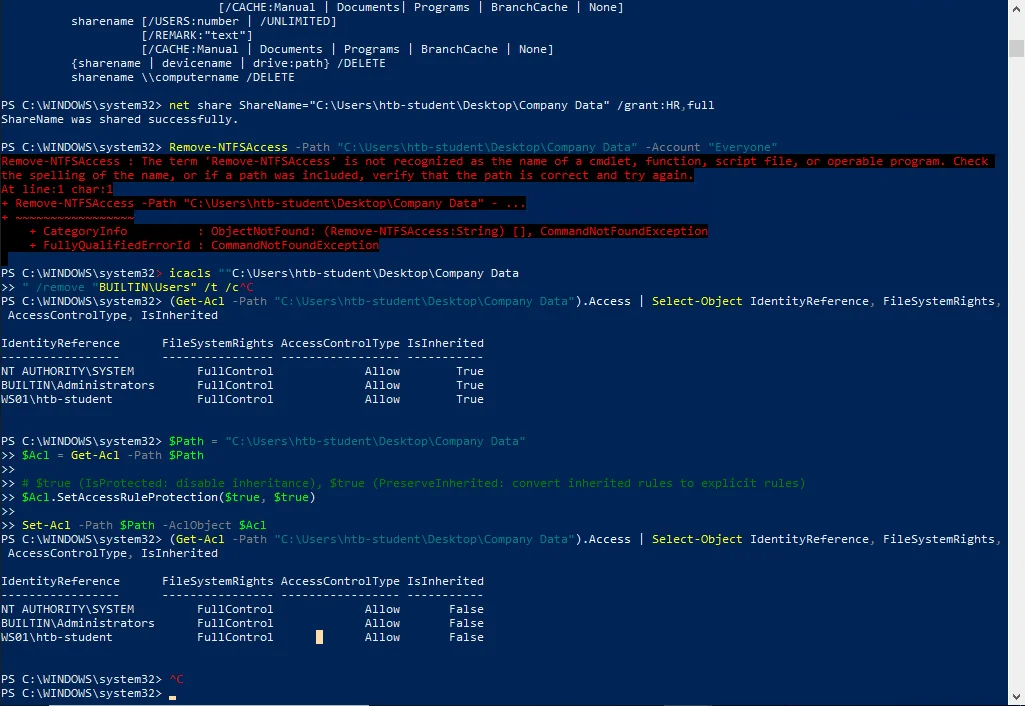 [/CACHE:Manual | Documents| Programs | BranchCache | None]
sharename [/USERS:number | /UNLIMITED]
[/REMARK:"text"]
[/CACHE:Manual | Documents | Programs | BranchCache | None]
{sharename | devicename | drive:path} /DELETE
sharename \\computername /DELETE
PS C:\WINDOWS\system32> net share ShareName="C:\Users\htb-student\Desktop\Company Data" /grant:HR,full
ShareName was shared successfully.
PS C:\WINDOWS\system32> Remove-NTFSAccess -Path "C:\Users\htb-student\Desktop\Company Data" -Account "Everyone"
Remove-NTFSAccess : The term 'Remove-NTFSAccess' is not recognized as the name of a cmdlet, function, script file, or operable program. Check
the spelling of the name, or if a path was included, verify that the path is correct and try again.
At line:1 char:1
+ Remove-NTFSAccess -Path "C:\Users\htb-student\Desktop\Company Data" - ...
+ ~~~~~~~~~~~~~~~~~
+ CategoryInfo          : ObjectNotFound: (Remove-NTFSAccess:String) [], CommandNotFoundException
+ FullyQualifiedErrorId : CommandNotFoundException
PS C:\WINDOWS\system32> icacls ""C:\Users\htb-student\Desktop\Company Data
>> " /remove "BUILTIN\Users" /t /c^C
PS C:\WINDOWS\system32> (Get-Acl -Path "C:\Users\htb-student\Desktop\Company Data").Access | Select-Object IdentityReference, FileSystemRights,
AccessControlType, IsInherited
IdentityReference      FileSystemRights AccessControlType IsInherited
-----------------      ---------------- ----------------- -----------
NT AUTHORITY\SYSTEM         FullControl             Allow        True
BUILTIN\Administrators      FullControl             Allow        True
WS01\htb-student            FullControl             Allow        True
PS C:\WINDOWS\system32> $Path = "C:\Users\htb-student\Desktop\Company Data"
>> $Acl = Get-Acl -Path $Path
>>
>> # $true (IsProtected: disable inheritance), $true (PreserveInherited: convert inherited rules to explicit rules)
>> $Acl.SetAccessRuleProtection($true, $true)
>>
>> Set-Acl -Path $Path -AclObject $Acl
PS C:\WINDOWS\system32> (Get-Acl -Path "C:\Users\htb-student\Desktop\Company Data").Access | Select-Object IdentityReference, FileSystemRights,
AccessControlType, IsInherited
IdentityReference      FileSystemRights AccessControlType IsInherited
-----------------      ---------------- ----------------- -----------
NT AUTHORITY\SYSTEM         FullControl             Allow       False
BUILTIN\Administrators      FullControl             Allow       False
WS01\htb-student            FullControl             Allow       False
PS C:\WINDOWS\system32> ^C
PS C:\WINDOWS\system32>